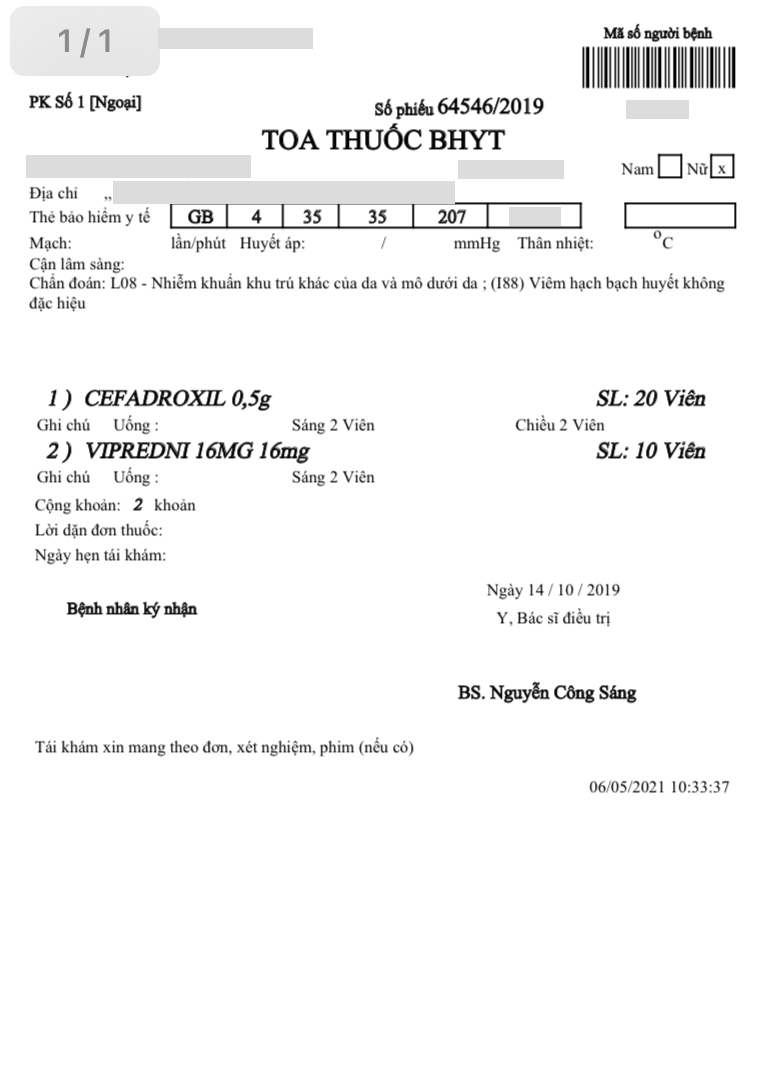 1/1
Mã số người bệnh
PK Số 1 [Ngoại]
Số phiếu 64546/2019
TOA THUỐC BHYT
Nam Nữ x
Địa chỉ ,,
Thẻ bảo hiểm y tế GB 4 35 35 207
Mạch: lần/phút Huyết áp: / mmHg Thân nhiệt: °C
Cận lâm sàng:
Chẩn đoán: L08 - Nhiễm khuẩn khu trú khác của da và mô dưới da ; (I88) Viêm hạch bạch huyết không
đặc hiệu
1 ) CEFADROXIL 0,5g SL: 20 Viên
Ghi chú Uống : Sáng 2 Viên Chiều 2 Viên
2 ) VIPREDNI 16MG 16mg SL: 10 Viên
Ghi chú Uống : Sáng 2 Viên
Cộng khoản: 2 khoản
Lời dặn đơn thuốc:
Ngày hẹn tái khám:
Ngày 14 / 10 / 2019
Bệnh nhân ký nhận
Y, Bác sĩ điều trị
BS. Nguyễn Công Sáng
Tái khám xin mang theo đơn, xét nghiệm, phim (nếu có)
06/05/2021 10:33:37